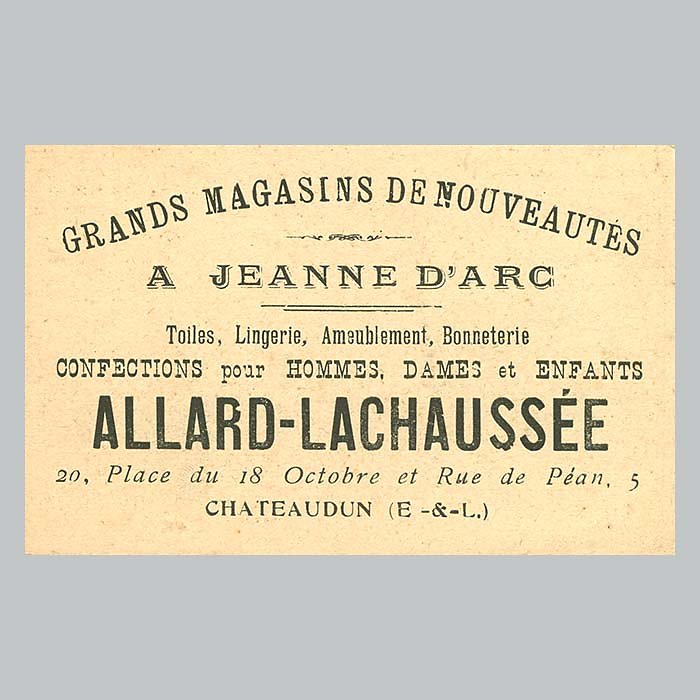 GRANDS MAGASINS DE NOUVEAUTÉS
A JEANNE D'ARC
Toiles, Lingerie, Ameublement, Bonneterie
CONFECTIONS pour HOMMES, DAMES et ENFANTS
ALLARD-LACHAUSSÉE
20, Place du 18 Octobre et Rue de Péan, 5
CHATEAUDUN (E-&-L.)